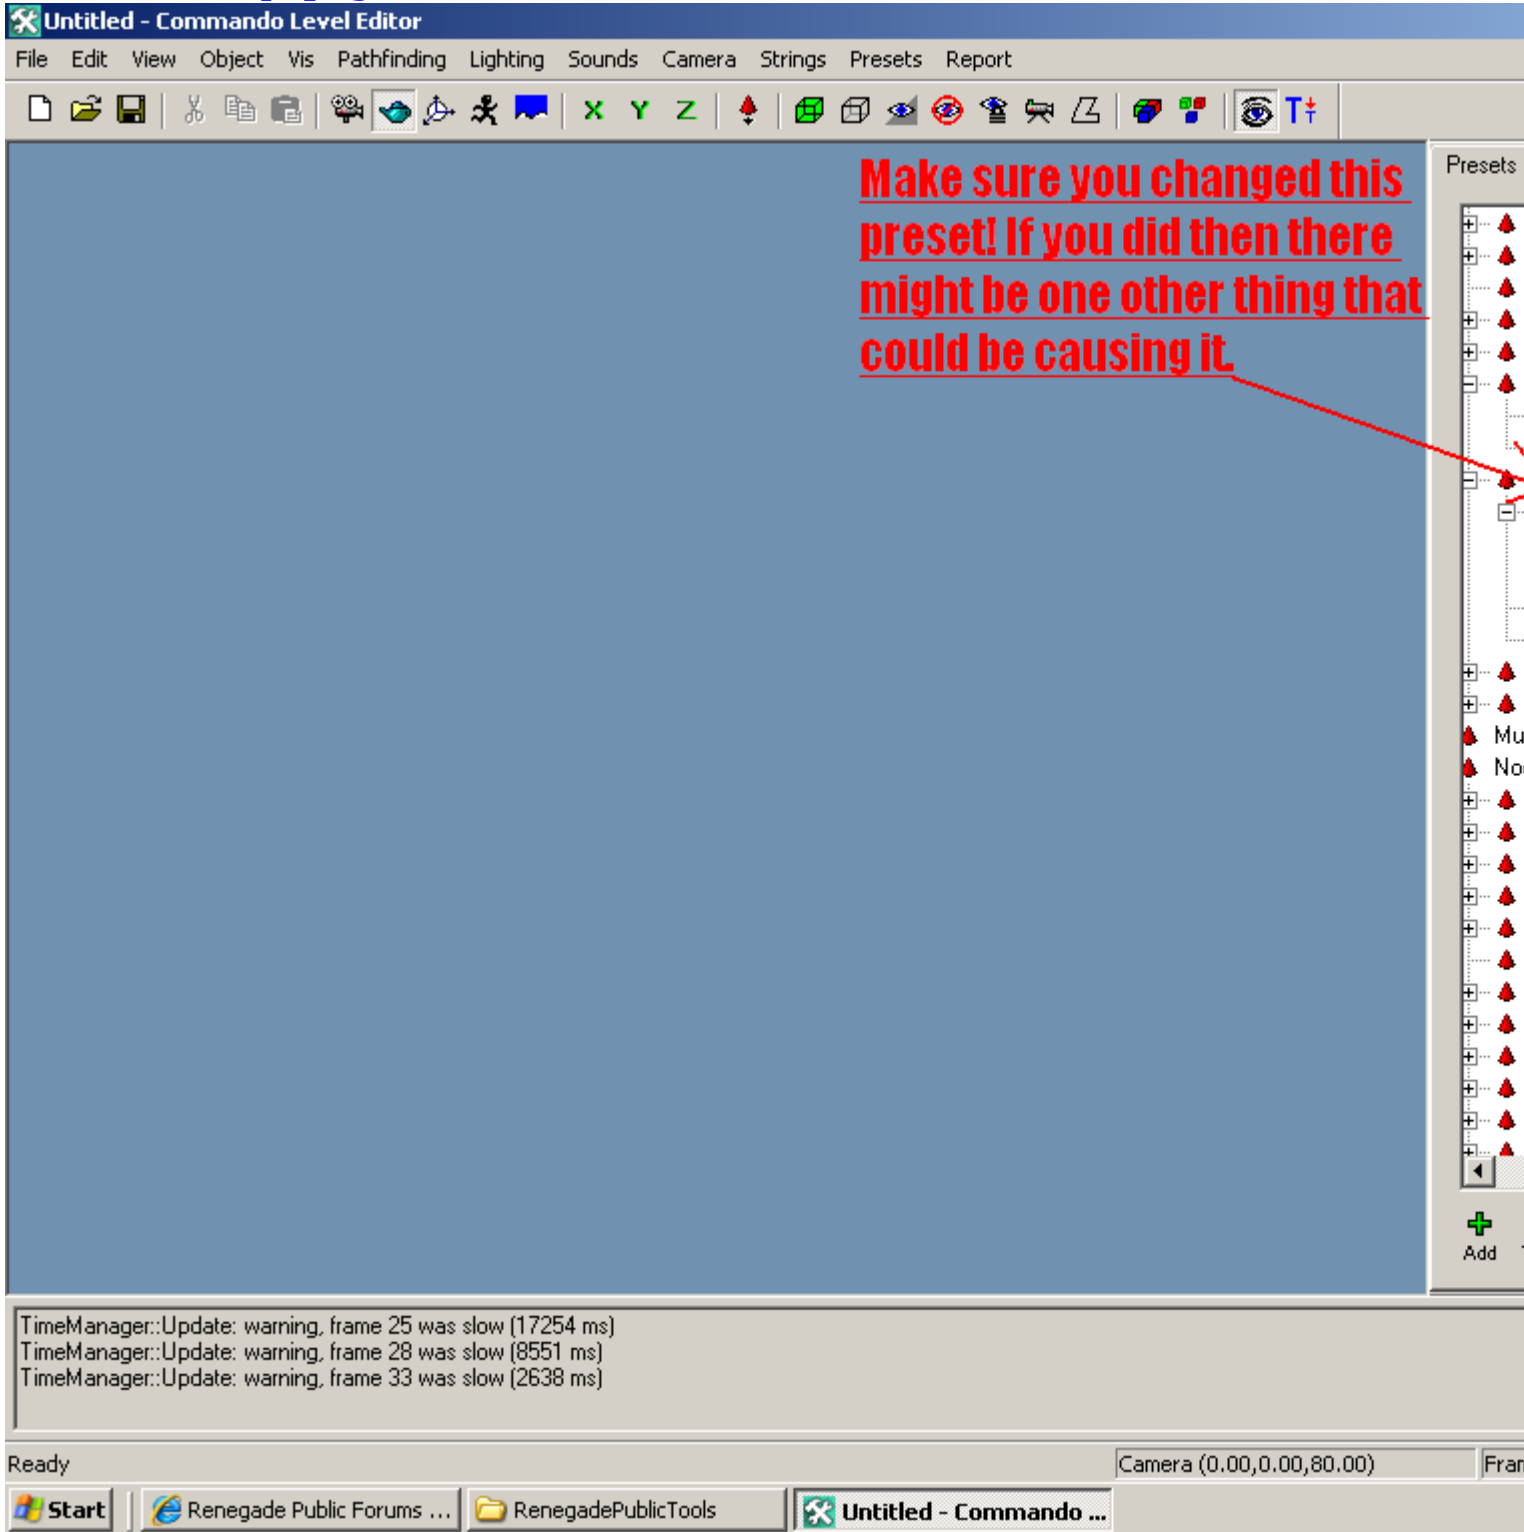 Untitled - Commando Level Editor
File Edit View Object Vis Pathfinding Lighting Sounds Camera Strings Presets Report
X Y Z
Make sure you changed this
preset! If you did then there
might be one other thing that
could be causing it.
Presets
Mu
No
Add
TimeManager::Update: warning, frame 25 was slow (17254 ms)
TimeManager::Update: warning, frame 28 was slow (8551 ms)
TimeManager::Update: warning, frame 33 was slow (2638 ms)
Ready
Camera (0.00,0.00,80.00)
Fran
Start
Renegade Public Forums ...
RenegadePublicTools
Untitled - Commando ...